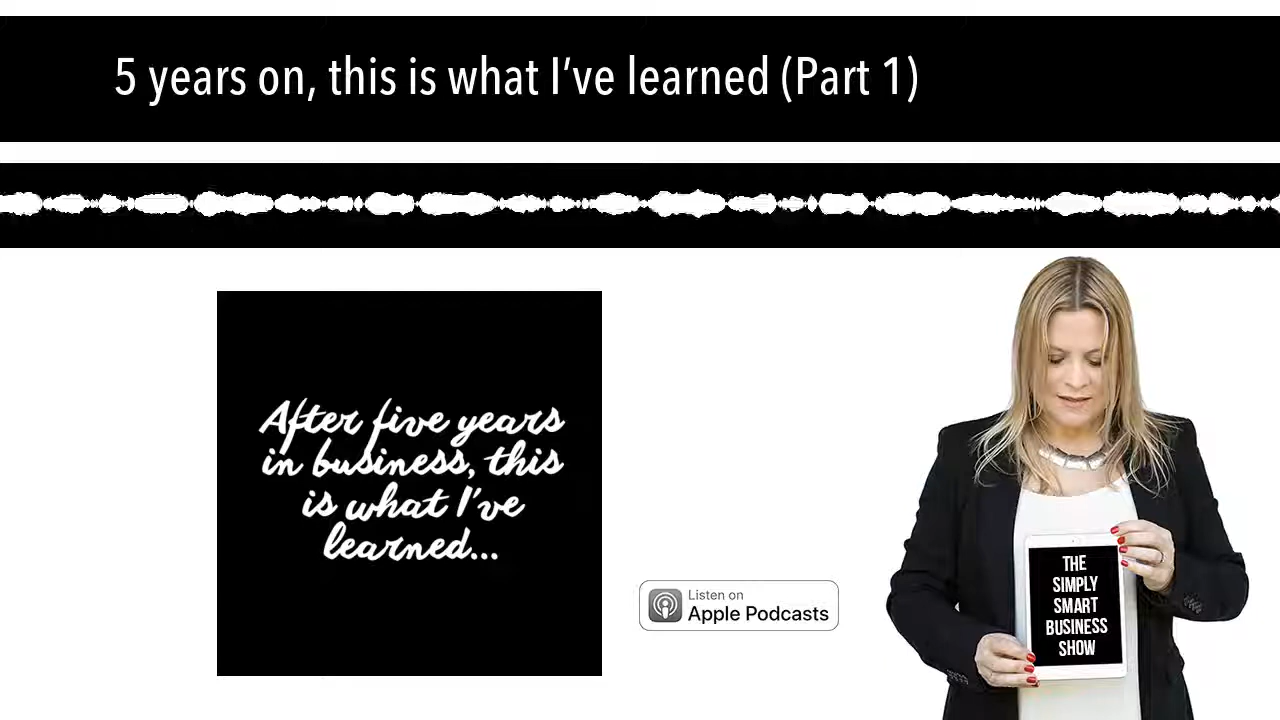 5 years on, this is what I’ve learned (Part 1)
After five years
in business, this
is what I’ve
learned...
Listen on
Apple Podcasts
THE
SIMPLY
SMART
BUSINESS
SHOW